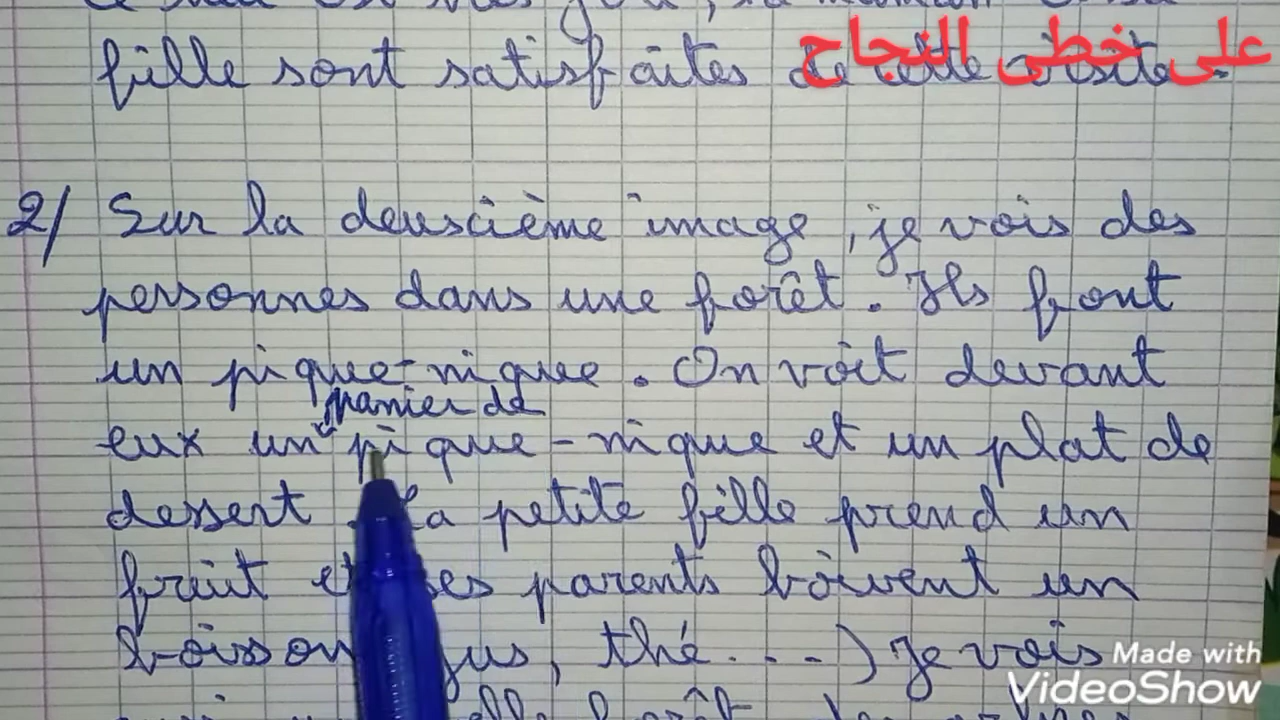 على خطى النجاح
fille sont satisfaites de cette visite.
2/ Sur la deuxième image, je vois des
personnes dans une forêt. Ils font
un pique-nique. On voit devant
panier de
eux un pique-nique et un plat de
dessert. La petite fille prend un
fruit et ses parents boivent un
boisson jus, thé...) je vois
Made with
VideoShow